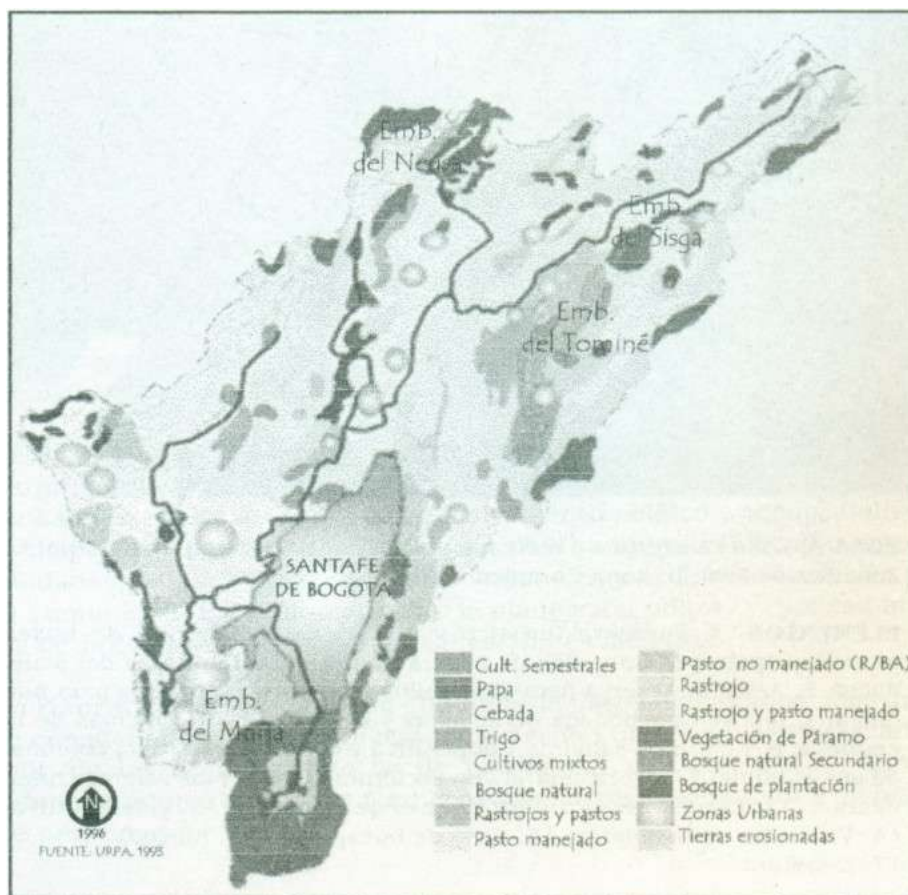 Emb.
del Neusa
Emb.
del Sisga
Emb.
del Tominé
SANTAFE
DE BOGOTA
Emb.
del Muña
Cult. Semestrales
Papa
Cebada
Trigo
Cultivos mixtos
Bosque natural
Rastrojos y pastos
Pasto manejado
Pasto no manejado (R/BA)
Rastrojo
Rastrojo y pasto manejado
Vegetación de Páramo
Bosque natural Secundario
Bosque de plantación
Zonas Urbanas
Tierras erosionadas
N
1996
FUENTE: URPA. 1993